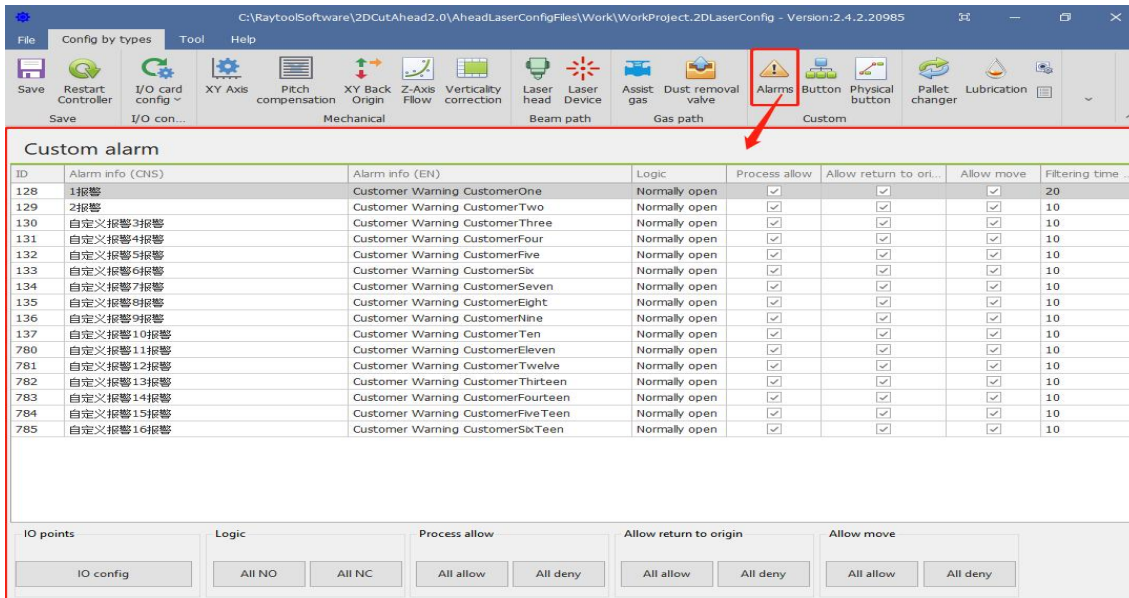 C:\RaytoolSoftware\2DCutAhead2.0\AheadLaserConfigFiles\Work\WorkProject.2DLaserConfig - Version:2.4.2.20985
File Config by types Tool Help
Save Restart Controller I/O card config XY Axis Pitch compensation XY Back Origin Z-Axis Fllow Verticality correction Laser head Laser Device Assist gas Dust removal valve Alarms Button Physical button Pallet changer Lubrication
Save I/O con... Mechanical Beam path Gas path Custom
Custom alarm
ID Alarm info (CNS) Alarm info (EN) Logic Process allow Allow return to ori... Allow move Filtering time ...
128 1报警 Customer Warning CustomerOne Normally open 20
129 2报警 Customer Warning CustomerTwo Normally open 10
130 自定义报警3报警 Customer Warning CustomerThree Normally open 10
131 自定义报警4报警 Customer Warning CustomerFour Normally open 10
132 自定义报警5报警 Customer Warning CustomerFive Normally open 10
133 自定义报警6报警 Customer Warning CustomerSix Normally open 10
134 自定义报警7报警 Customer Warning CustomerSeven Normally open 10
135 自定义报警8报警 Customer Warning CustomerEight Normally open 10
136 自定义报警9报警 Customer Warning CustomerNine Normally open 10
137 自定义报警10报警 Customer Warning CustomerTen Normally open 10
780 自定义报警11报警 Customer Warning CustomerEleven Normally open 10
781 自定义报警12报警 Customer Warning CustomerTwelve Normally open 10
782 自定义报警13报警 Customer Warning CustomerThirteen Normally open 10
783 自定义报警14报警 Customer Warning CustomerFourteen Normally open 10
784 自定义报警15报警 Customer Warning CustomerFiveTeen Normally open 10
785 自定义报警16报警 Customer Warning CustomerSixTeen Normally open 10
IO points Logic Process allow Allow return to origin Allow move
IO config All NO All NC All allow All deny All allow All deny All allow All deny